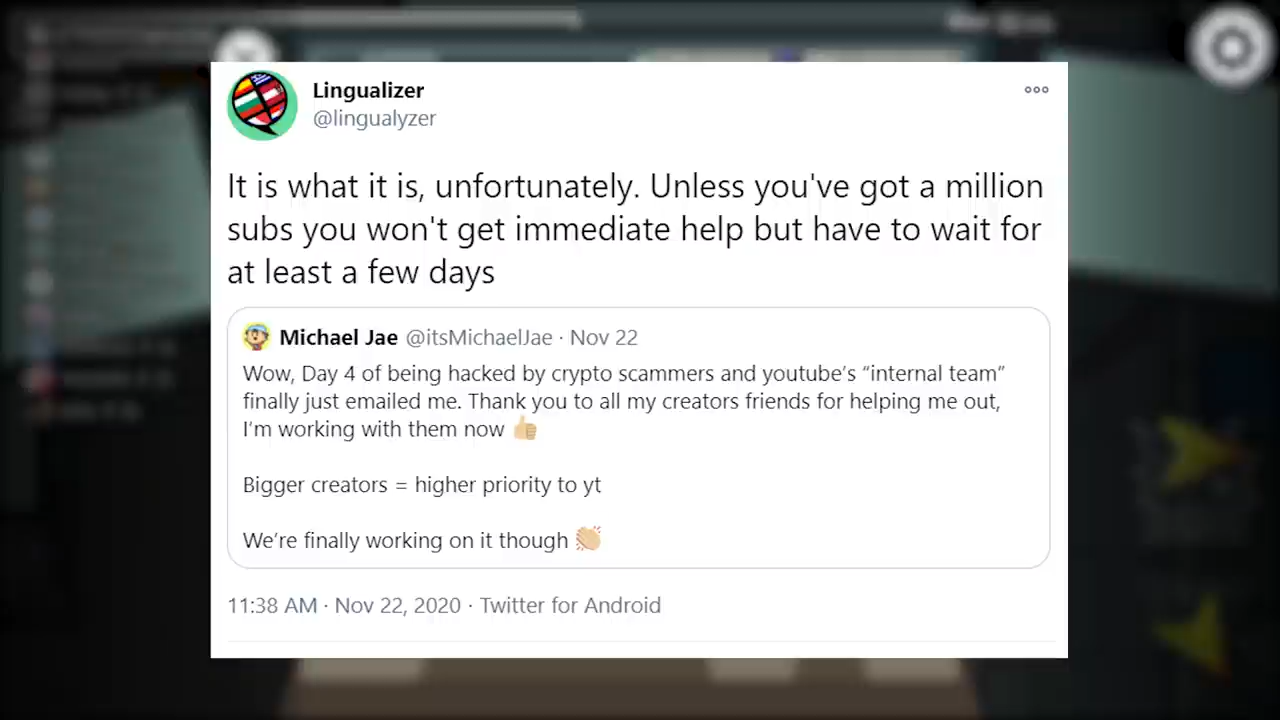 Lingualizer
@lingualyzer
It is what it is, unfortunately. Unless you've got a million
subs you won't get immediate help but have to wait for
at least a few days
Michael Jae @itsMichaelJae · Nov 22
Wow, Day 4 of being hacked by crypto scammers and youtube's “internal team”
finally just emailed me. Thank you to all my creators friends for helping me out,
I'm working with them now 👍🏼
Bigger creators = higher priority to yt
We're finally working on it though 👏🏼
11:38 AM · Nov 22, 2020 · Twitter for Android